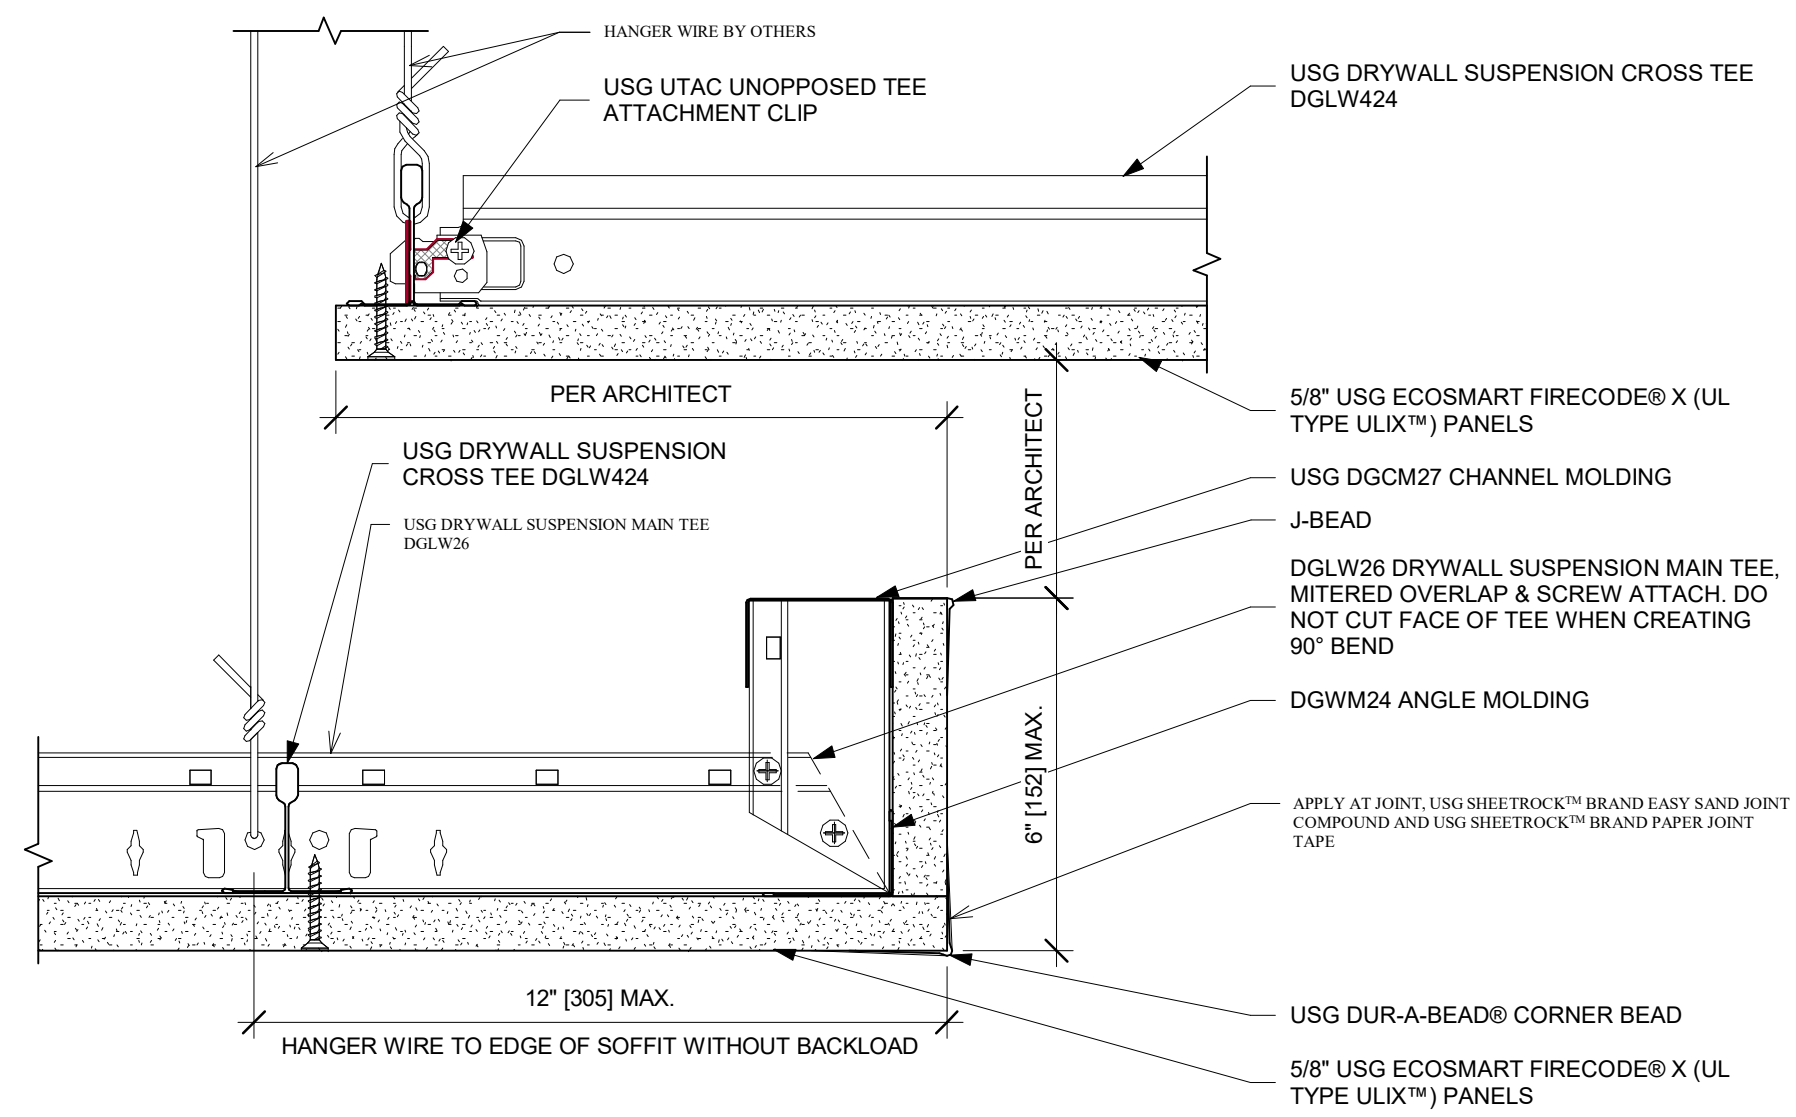 HANGER WIRE BY OTHERS
USG UTAC UNOPPOSED TEE
ATTACHMENT CLIP
USG DRYWALL SUSPENSION CROSS TEE
DGLW424
PER ARCHITECT
5/8" USG ECOSMART FIRECODE® X (UL
TYPE ULIX™) PANELS
PER ARCHITECT
USG DRYWALL SUSPENSION
CROSS TEE DGLW424
USG DRYWALL SUSPENSION MAIN TEE
DGLW26
USG DGCM27 CHANNEL MOLDING
J-BEAD
DGLW26 DRYWALL SUSPENSION MAIN TEE,
MITERED OVERLAP & SCREW ATTACH. DO
NOT CUT FACE OF TEE WHEN CREATING
90° BEND
DGWM24 ANGLE MOLDING
6" [152] MAX.
APPLY AT JOINT, USG SHEETROCK™ BRAND EASY SAND JOINT
COMPOUND AND USG SHEETROCK™ BRAND PAPER JOINT
TAPE
12" [305] MAX.
HANGER WIRE TO EDGE OF SOFFIT WITHOUT BACKLOAD
USG DUR-A-BEAD® CORNER BEAD
5/8" USG ECOSMART FIRECODE® X (UL
TYPE ULIX™) PANELS